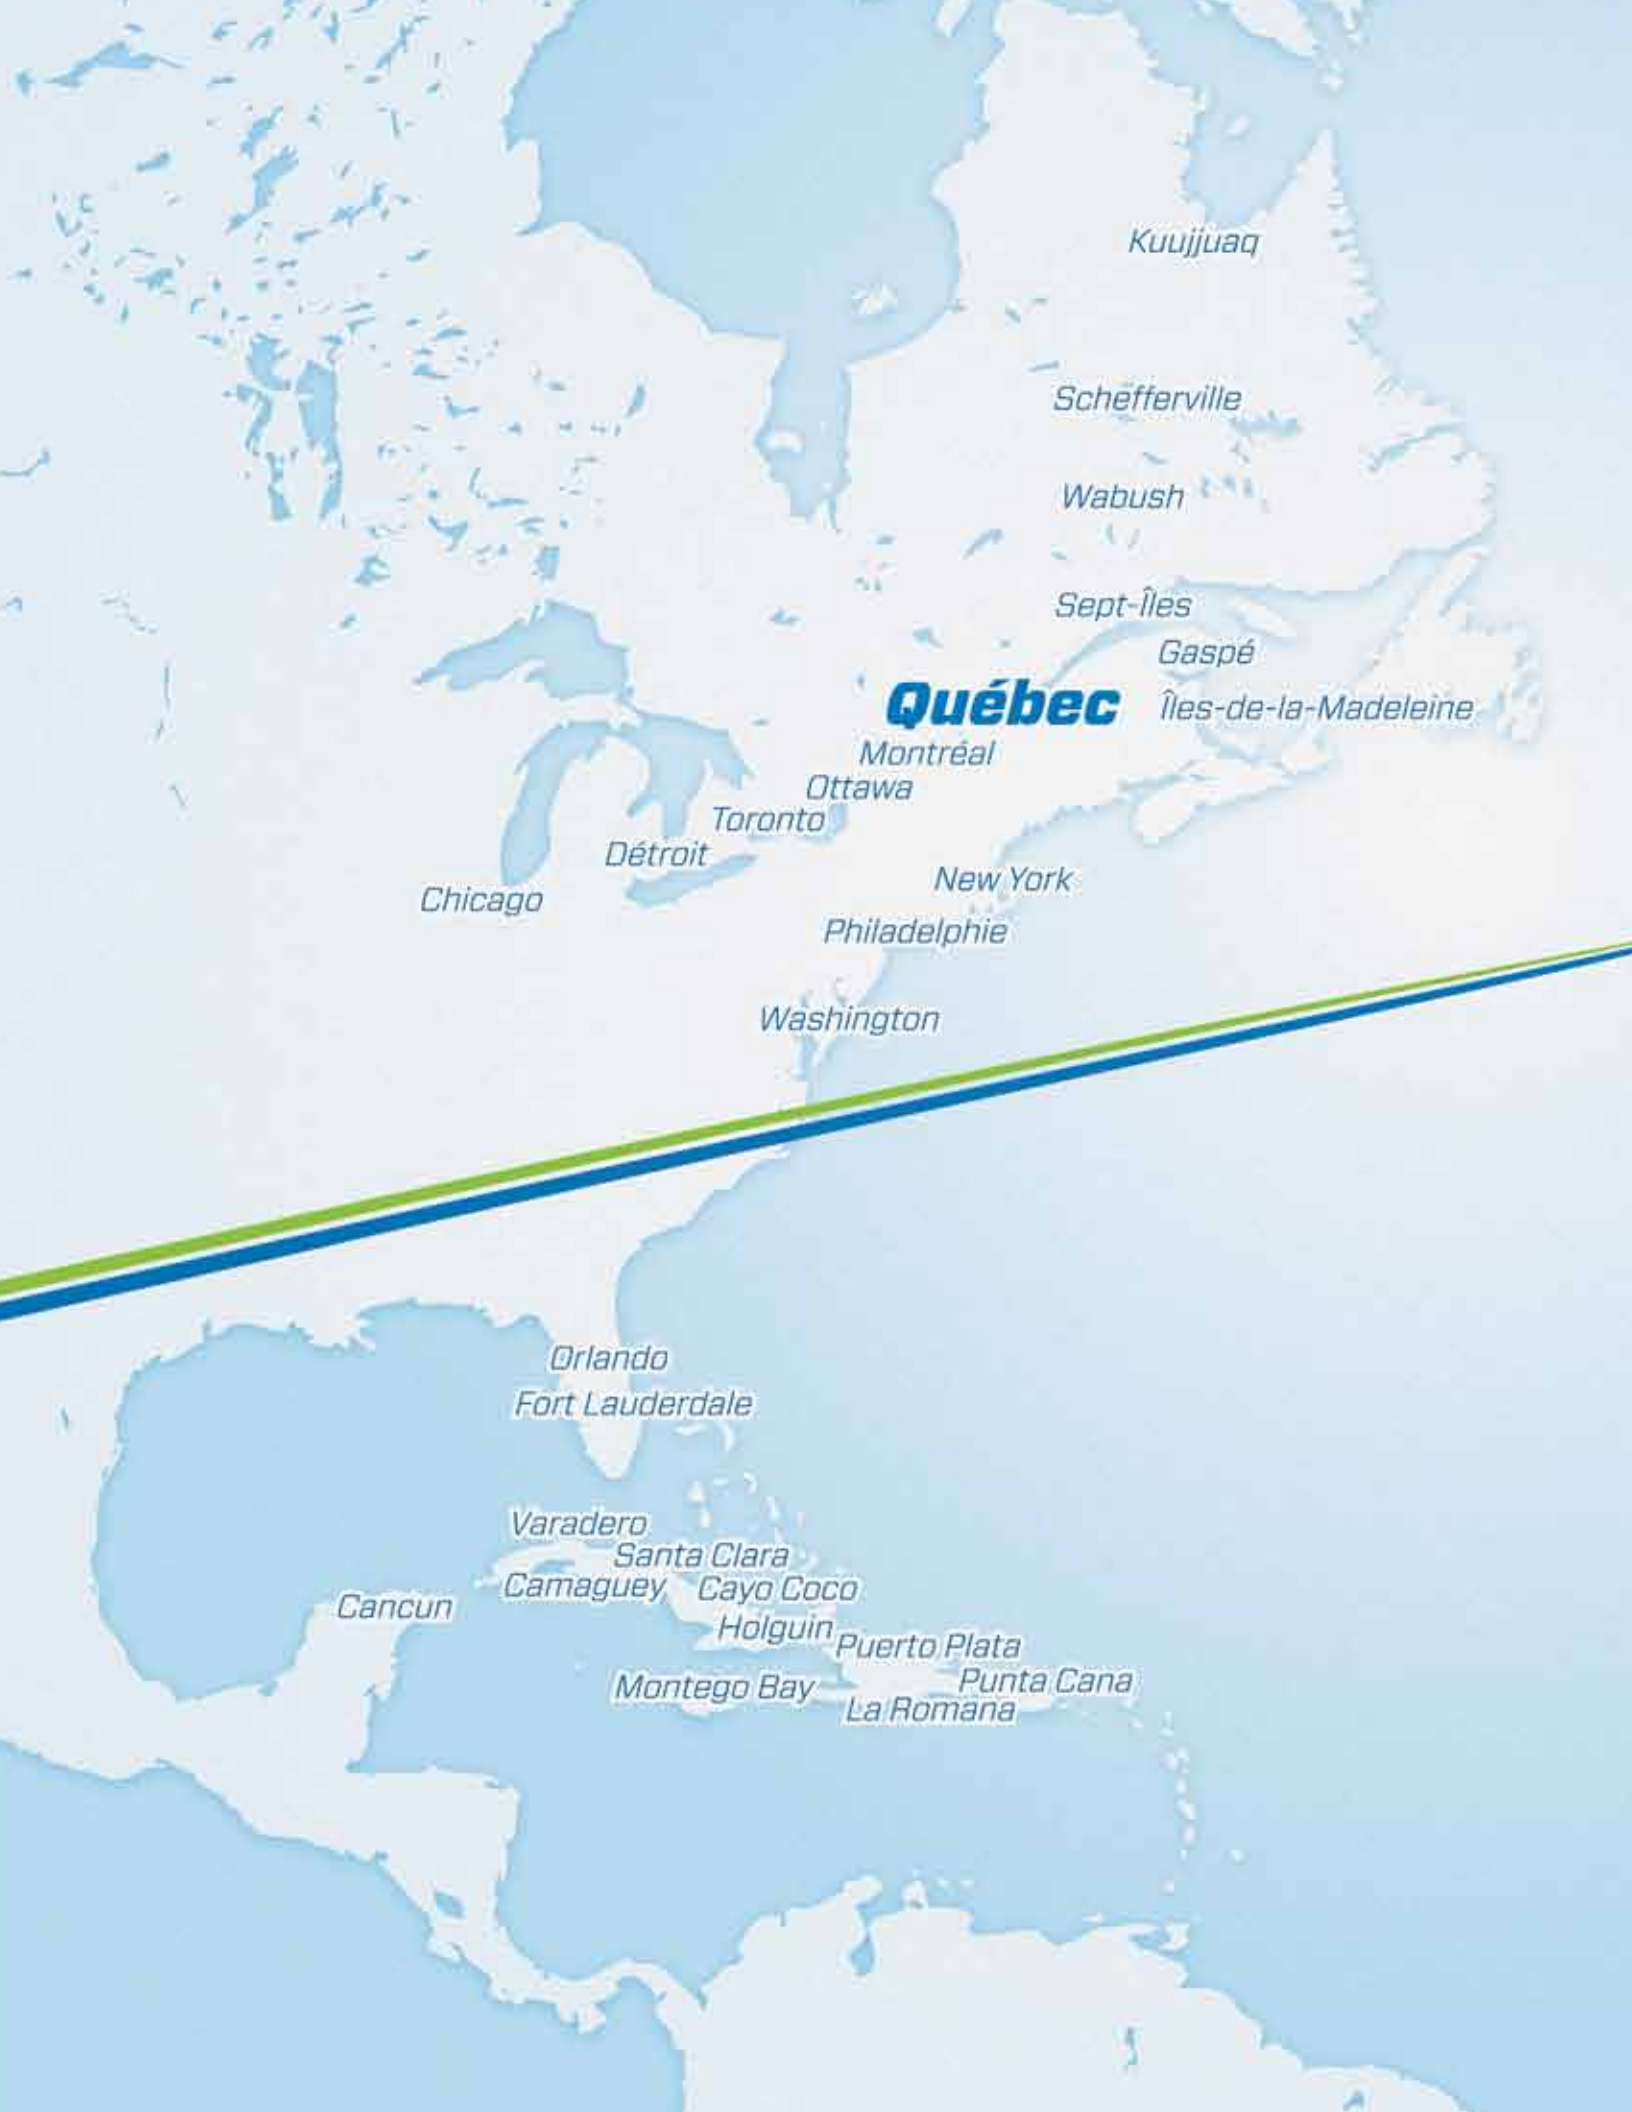 Kuujjuaq
Schefferville
Wabush
Sept-Îles
Gaspé
Québec
Îles-de-la-Madeleine
Montréal
Ottawa
Toronto
Détroit
New York
Chicago
Philadelphie
Washington
Orlando
Fort Lauderdale
Varadero
Santa Clara
Camaguey
Cayo Coco
Cancun
Holguin
Puerto Plata
Punta Cana
Montego Bay
La Romana